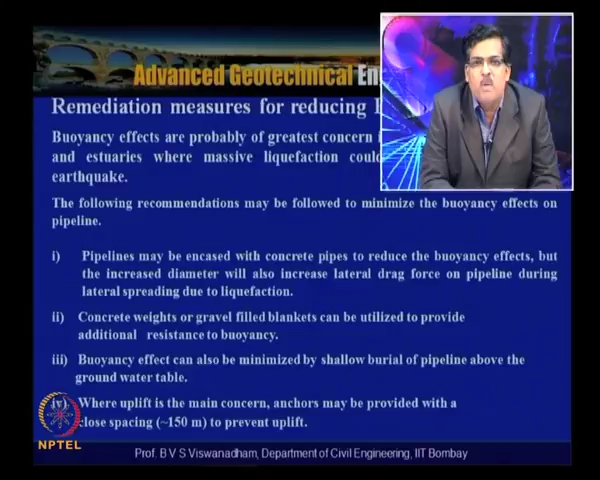 Advanced Geotechnical En
Remediation measures for reducing
Buoyancy effects are probably of greatest concern
and estuaries where massive liquefaction could
earthquake.
The following recommendations may be followed to minimize the buoyancy effects on
pipeline.
i) Pipelines may be encased with concrete pipes to reduce the buoyancy effects, but
the increased diameter will also increase lateral drag force on pipeline during
lateral spreading due to liquefaction.
ii) Concrete weights or gravel filled blankets can be utilized to provide
additional resistance to buoyancy.
iii) Buoyancy effect can also be minimized by shallow burial of pipeline above the
ground water table.
iv) Where uplift is the main concern, anchors may be provided with a
close spacing (~150 m) to prevent uplift.
NPTEL
Prof. B V S Viswanadham, Department of Civil Engineering, IIT Bombay